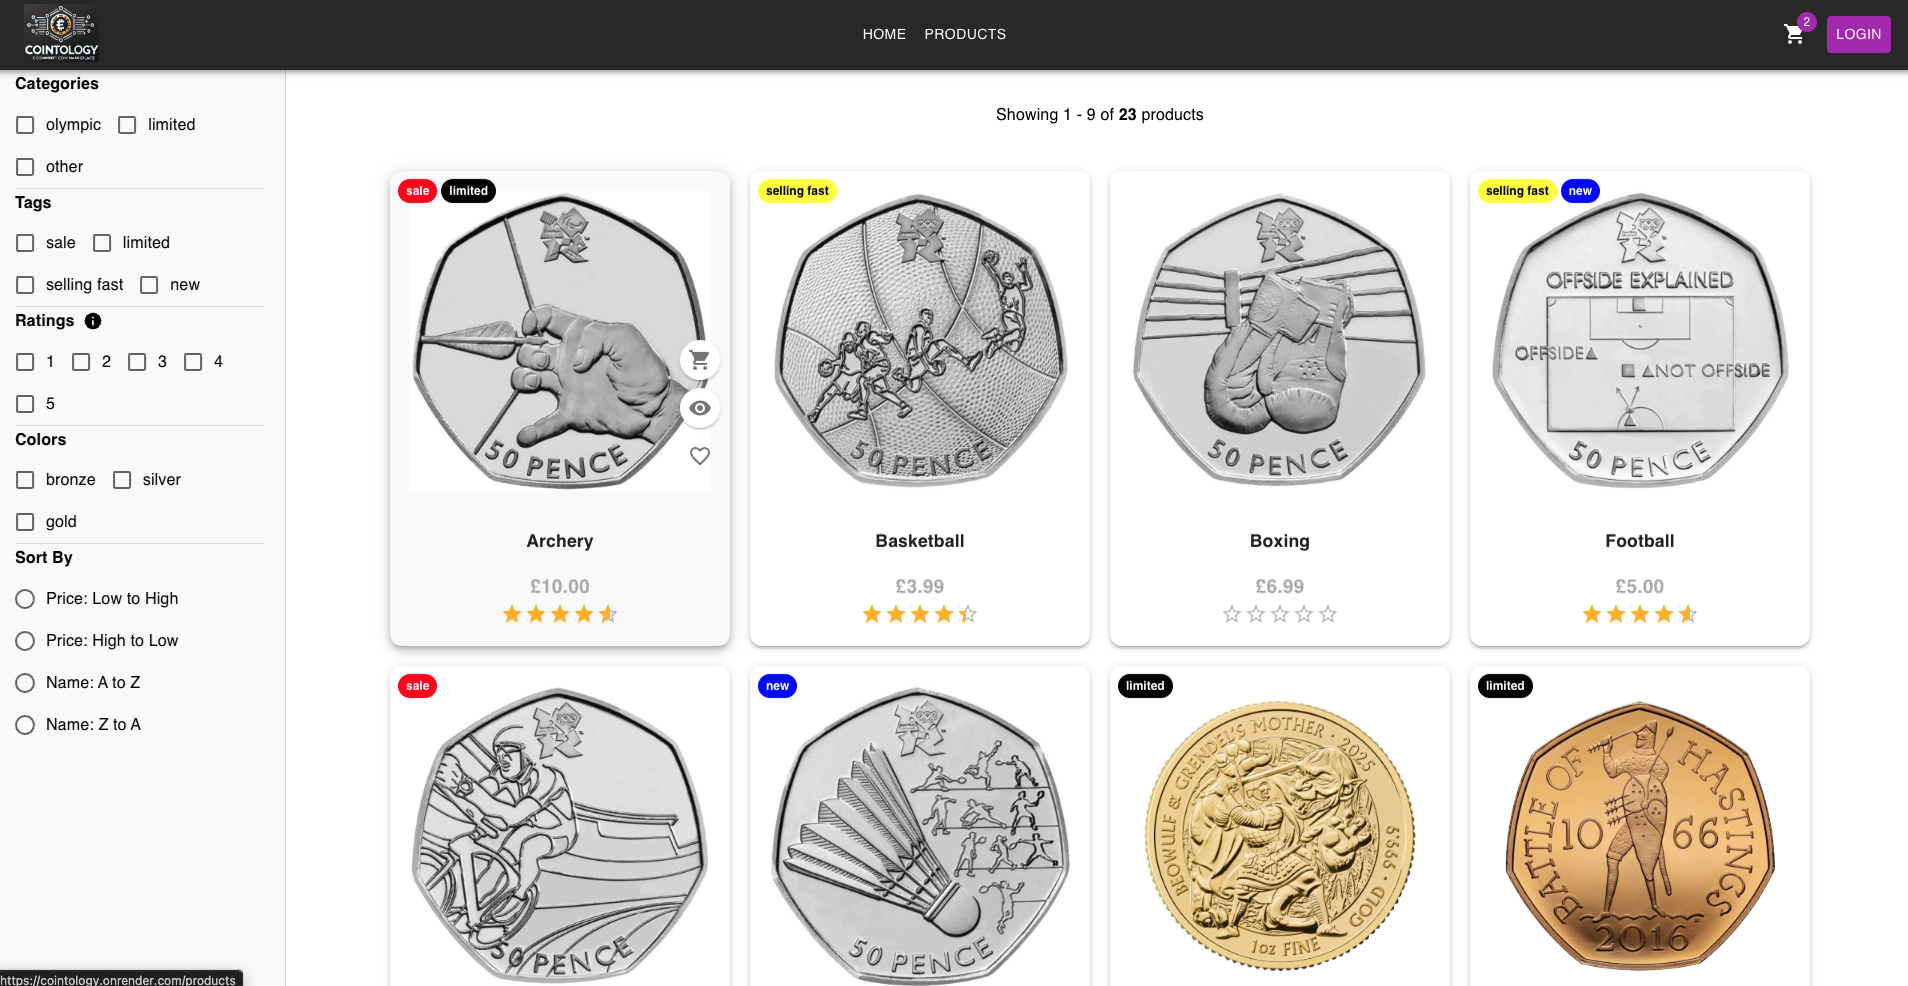 COINTOLOGY
HOME PRODUCTS
2
LOGIN
Categories
olympic limited
other
Tags
sale limited
selling fast new
Ratings
1 2 3 4
5
Colors
bronze silver
gold
Sort By
Price: Low to High
Price: High to Low
Name: A to Z
Name: Z to A
Showing 1 - 9 of 23 products
sale limited
50 PENCE
Archery
£10.00
selling fast
50 PENCE
Basketball
£3.99
50 PENCE
Boxing
£6.99
selling fast new
OFFSIDE EXPLAINED
OFFSIDE
NOT OFFSIDE
50 PENCE
Football
£5.00
sale
50 PENCE
new
50 PENCE
limited
BEOWULF & GRENDEL'S MOTHER · 2025
1oz FINE GOLD · 999.9
limited
BATTLE OF HASTINGS
1066
2016
https://cointology.onrender.com/products